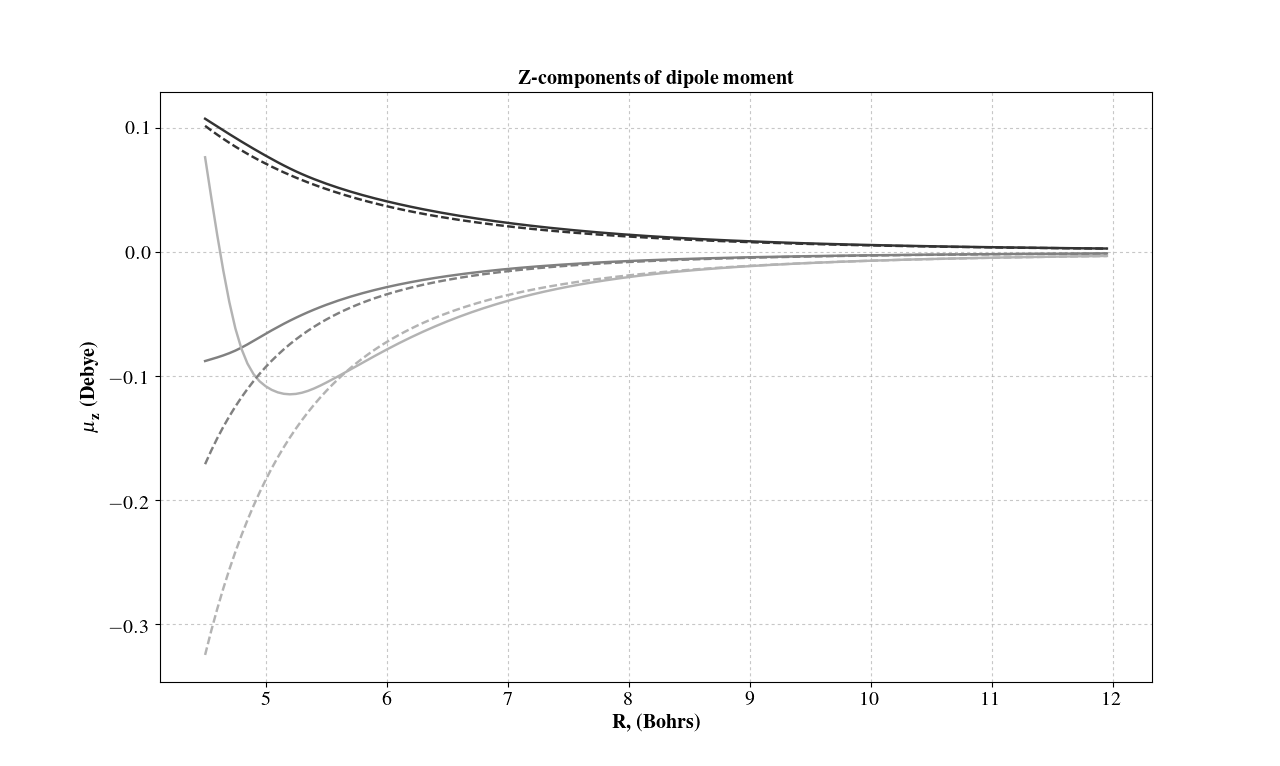 Z-components of dipole moment
0.1
0.0
−0.1
−0.2
−0.3
μz (Debye)
5 6 7 8 9 10 11 12
R, (Bohrs)